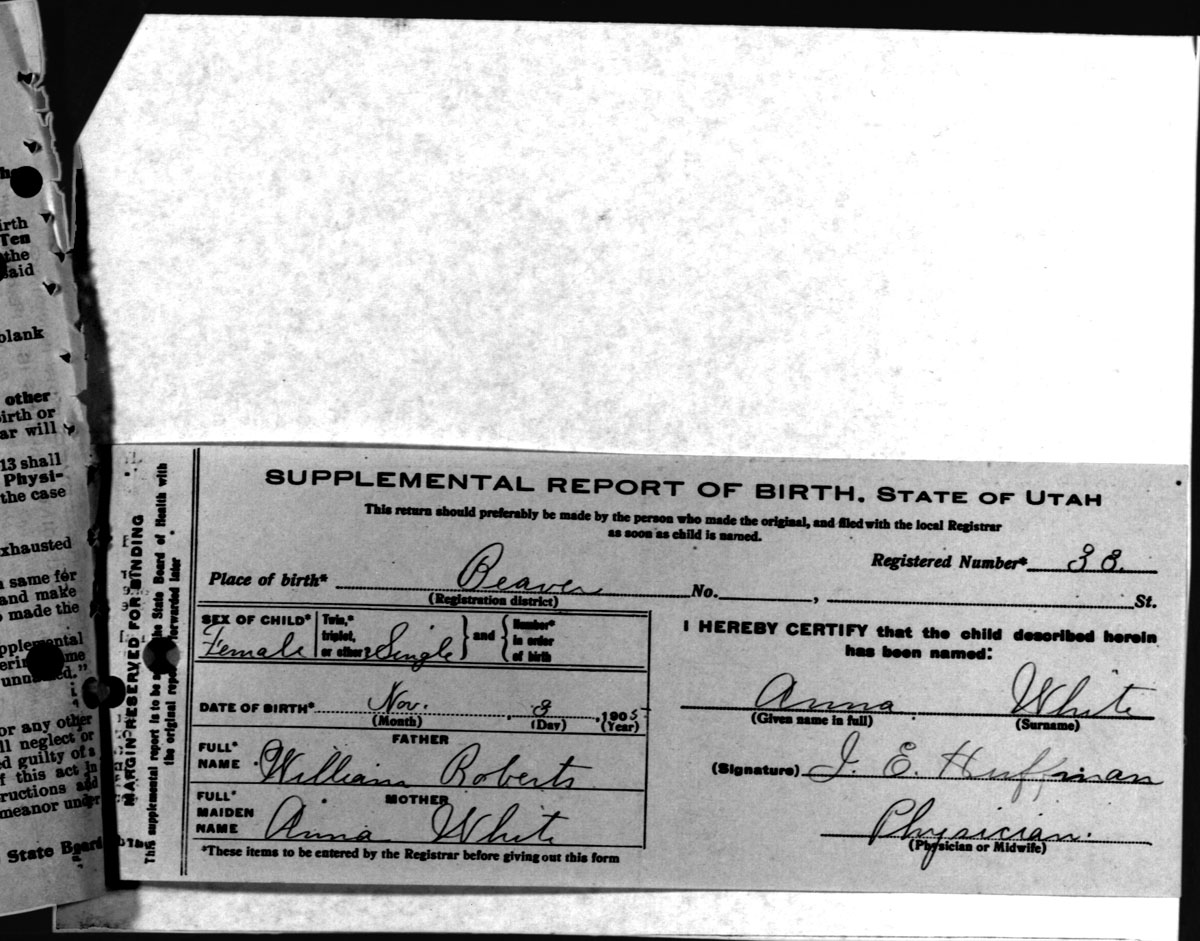 he
irth
Ten
the
said
blank
other
birth or
ar will
13 shall
Physi-
the case
exhausted
same for
and make
made the
pplemental
me
"
or any other
ll neglect or
ed guilty of a
f this act in
ructions and
meanor under
State Board
MARGIN RESERVED FOR BINDING
This supplemental report is to be the State Board of Health with
the original report forwarded later
SUPPLEMENTAL REPORT OF BIRTH. STATE OF UTAH
This return should preferably be made by the person who made the original, and filed with the local Registrar
as soon as child is named.
Registered Number* 38.
Place of birth* Beaver No. , St.
(Registration district)
SEX OF CHILD* Female
Twin,* triplet, or other? Single
and
Number* in order of birth
DATE OF BIRTH* Nov. 8 1905
(Month) (Day) (Year)
FATHER
FULL* NAME William Roberts
MOTHER
FULL* MAIDEN NAME Anna White
*These items to be entered by the Registrar before giving out this form
I HEREBY CERTIFY that the child described herein
has been named:
Anna White
(Given name in full) (Surname)
(Signature) J. E. Huffman
Physician.
(Physician or Midwife)